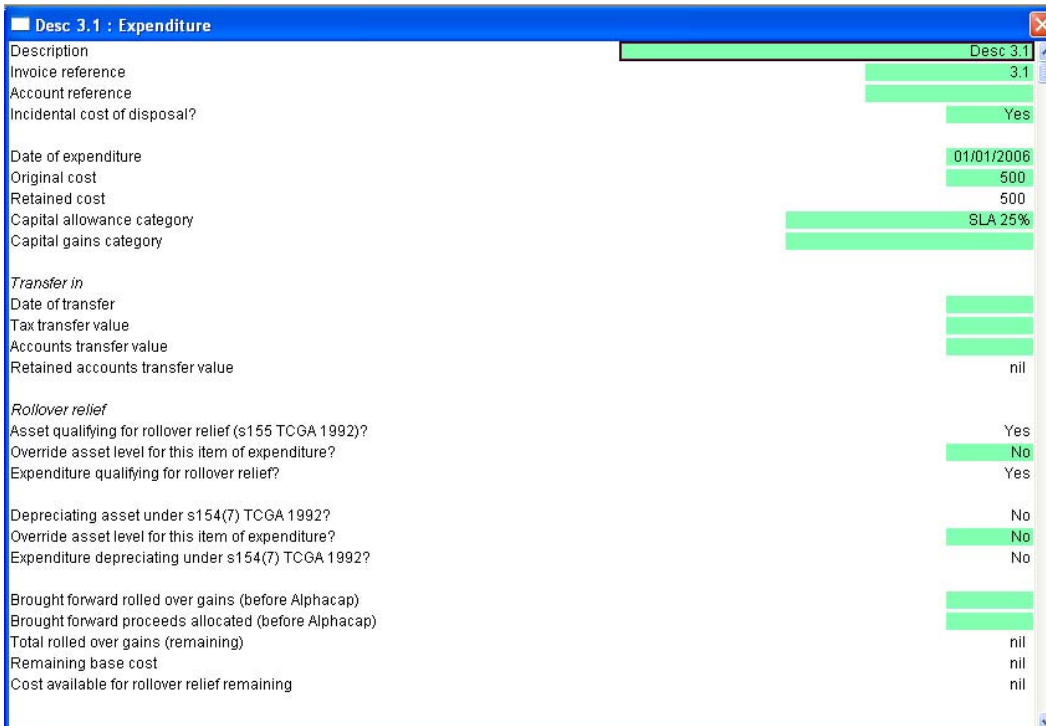 Desc 3.1 : Expenditure
Description Desc 3.1
Invoice reference 3.1
Account reference
Incidental cost of disposal? Yes
Date of expenditure 01/01/2006
Original cost 500
Retained cost 500
Capital allowance category SLA 25%
Capital gains category
Transfer in
Date of transfer
Tax transfer value
Accounts transfer value
Retained accounts transfer value nil
Rollover relief
Asset qualifying for rollover relief (s155 TCGA 1992)? Yes
Override asset level for this item of expenditure? No
Expenditure qualifying for rollover relief? Yes
Depreciating asset under s154(7) TCGA 1992? No
Override asset level for this item of expenditure? No
Expenditure depreciating under s154(7) TCGA 1992? No
Brought forward rolled over gains (before Alphacap)
Brought forward proceeds allocated (before Alphacap)
Total rolled over gains (remaining) nil
Remaining base cost nil
Cost available for rollover relief remaining nil